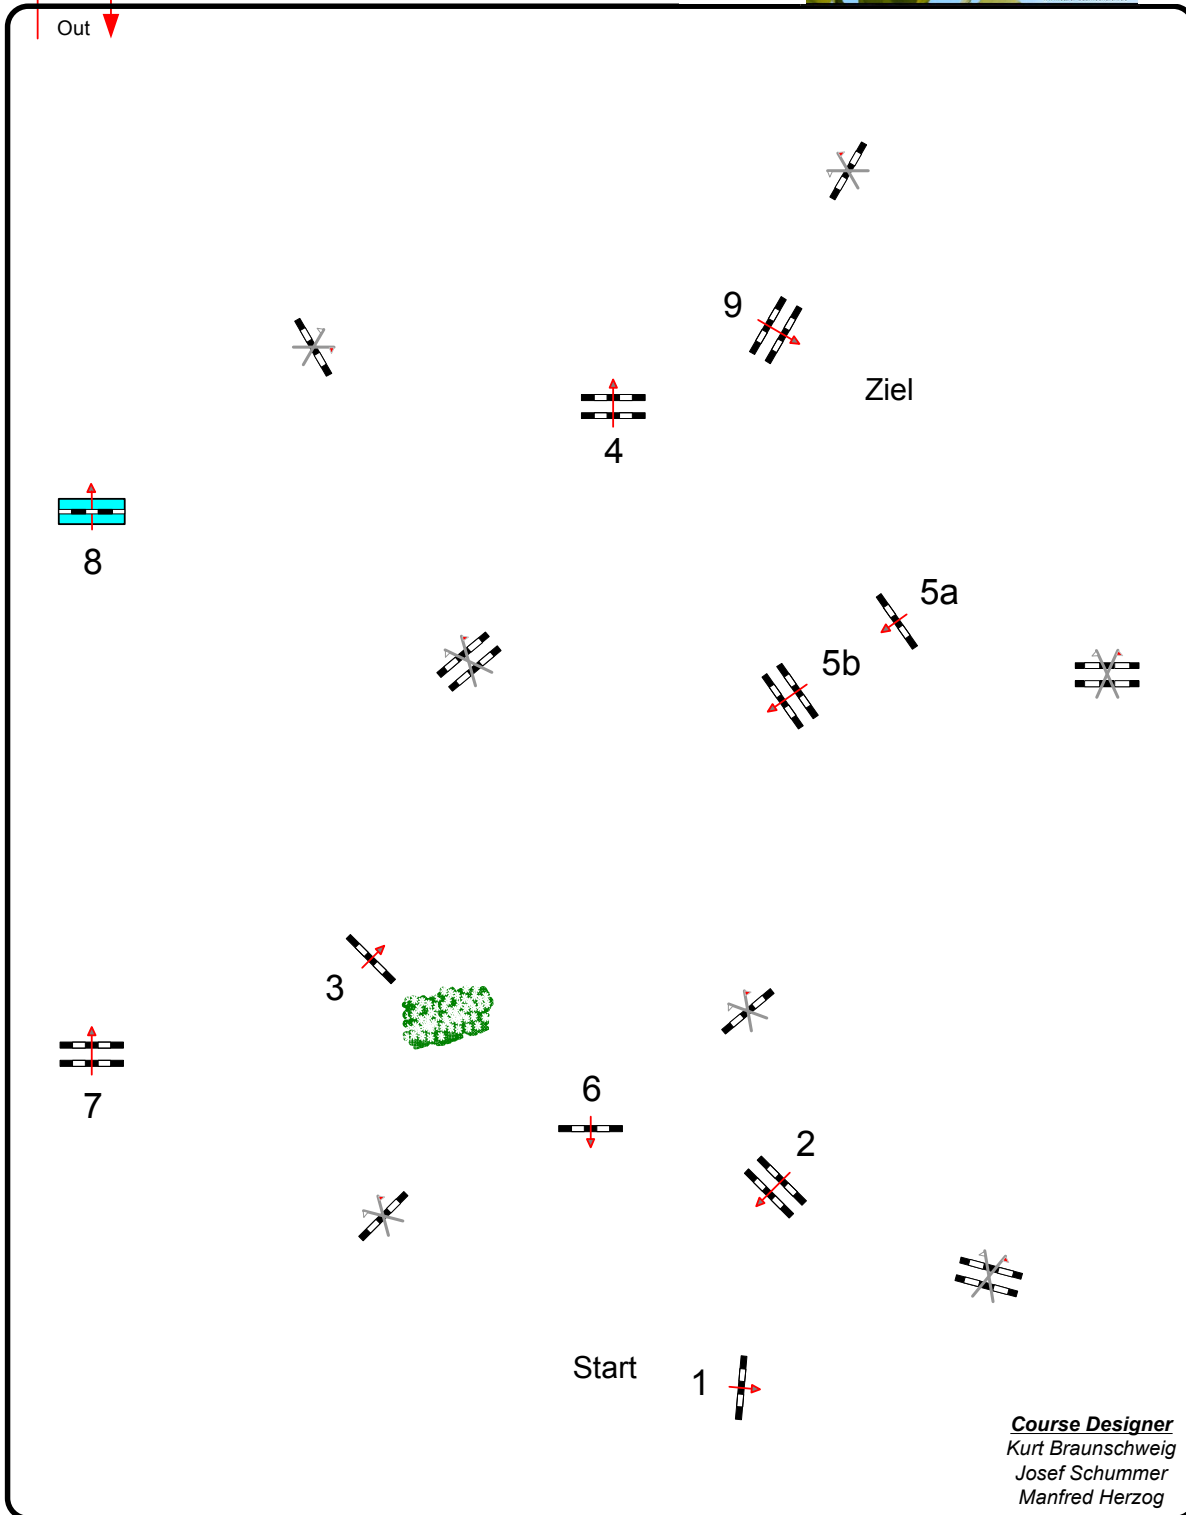 Out
9
Ziel
4
8
5a
5b
3
7
6
2
Start
1
Course Designer
Kurt Braunschweig
Josef Schummer
Manfred Herzog